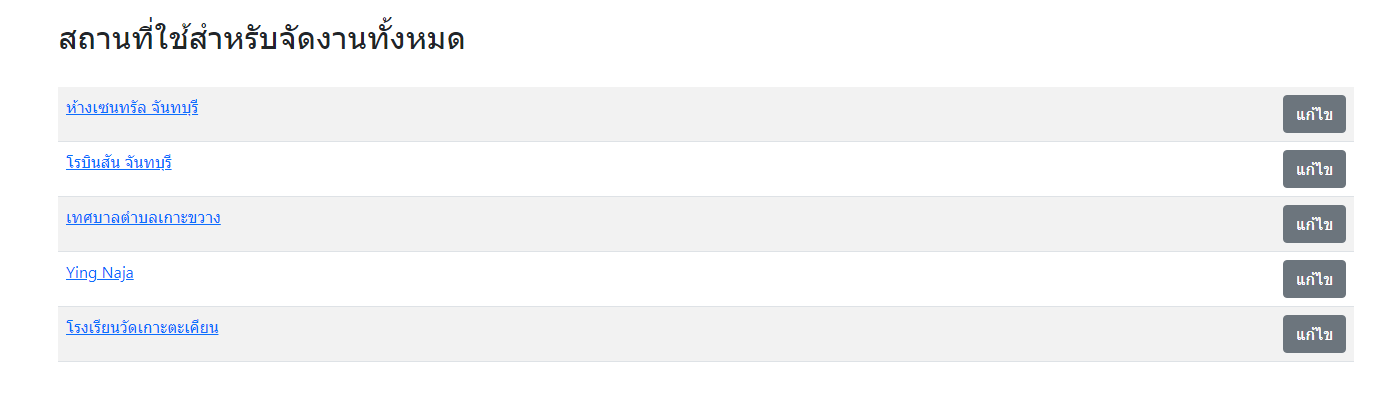 สถานที่ใช้สำหรับจัดงานทั้งหมด
ห้างเซนทรัล จันทบุรี
แก้ไข
โรบินสัน จันทบุรี
แก้ไข
เทศบาลตำบลเกาะขวาง
แก้ไข
Ying Naja
แก้ไข
โรงเรียนวัดเกาะตะเคียน
แก้ไข